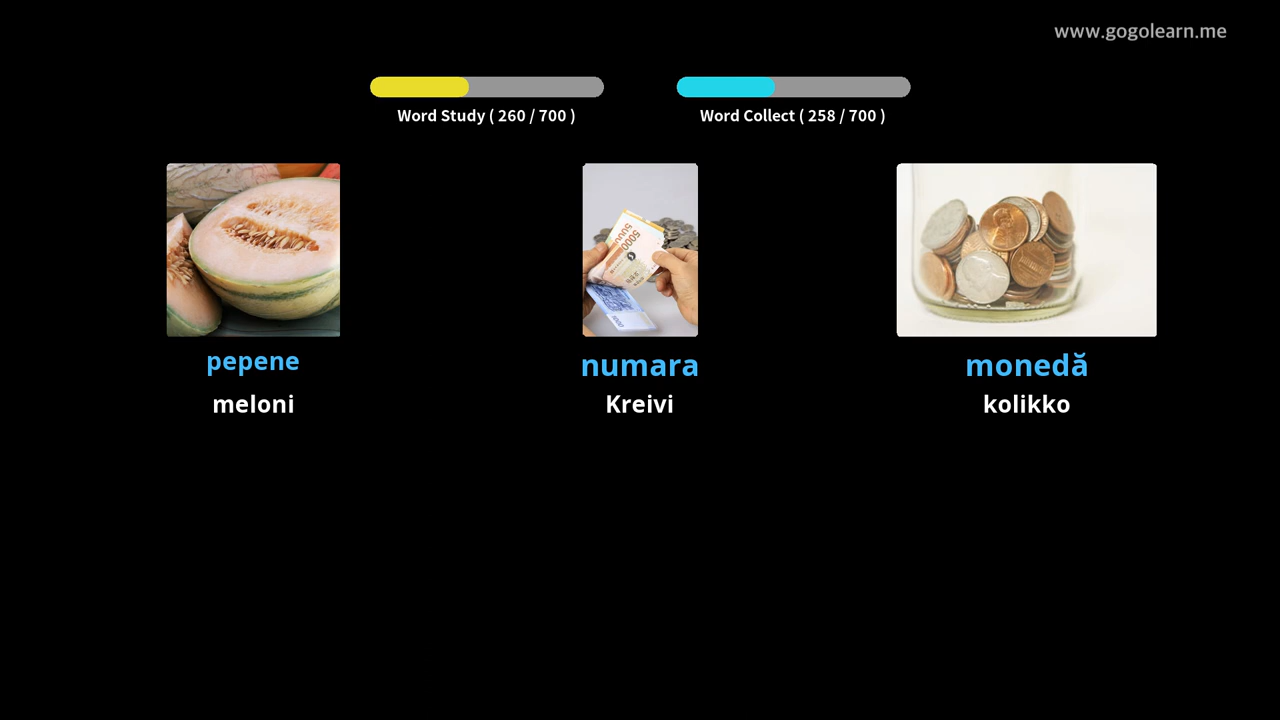 www.gogolearn.me
Word Study ( 260 / 700 )
Word Collect ( 258 / 700 )
pepene
numara
monedă
meloni
Kreivi
kolikko